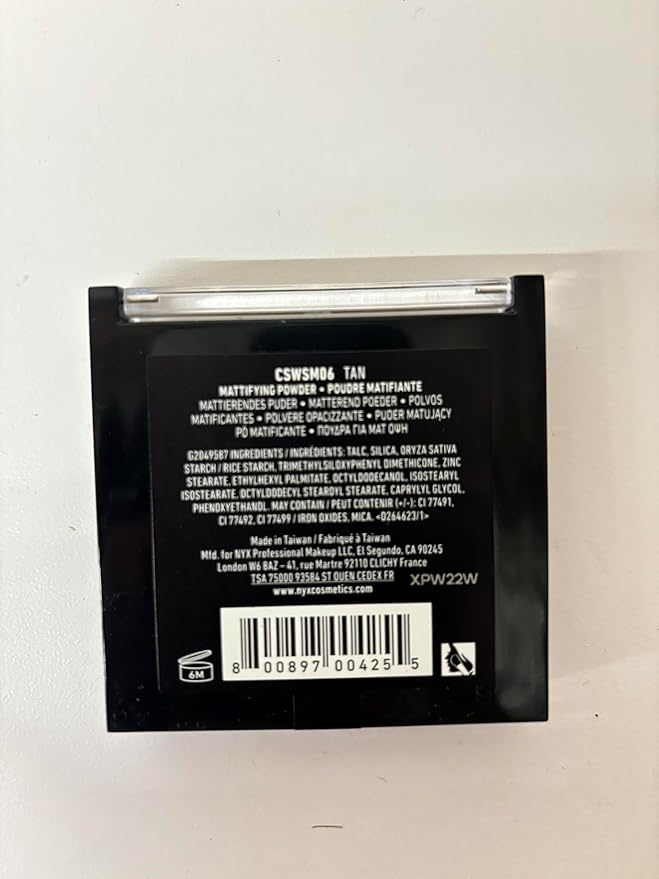 CSWSM06 TAN
MATTIFYING POWDER • POUDRE MATIFIANTE
MATTIERENDES PUDER • MATTEREND POEDER • POLVOS
MATIFICANTES • POLVERE OPACIZZANTE • PUDER MATUJĄCY
PÓ MATIFICANTE • ΠΟΥΔΡΑ ΓΙΑ ΜΑΤ ΟΨΗ
G2049587 INGREDIENTS / INGRÉDIENTS: TALC, SILICA, ORYZA SATIVA
STARCH / RICE STARCH, TRIMETHYLSILOXYPHENYL DIMETHICONE, ZINC
STEARATE, ETHYLHEXYL PALMITATE, OCTYLDODECANOL, ISOSTEARYL
ISOSTEARATE, OCTYLDODECYL STEAROYL STEARATE, CAPRYLYL GLYCOL,
PHENOXYETHANOL. MAY CONTAIN / PEUT CONTENIR (+/-): CI 77491,
CI 77492, CI 77499 / IRON OXIDES, MICA. <D264623/1>
Made in Taiwan / Fabriqué à Taiwan
Mfd. for NYX Professional Makeup LLC, El Segundo, CA 90245
London W6 8AZ – 41, rue Martre 92110 CLICHY France
TSA 75000 93584 ST OUEN CEDEX FR
XPW22W
www.nyxcosmetics.com
6M
8 00897 00425 5